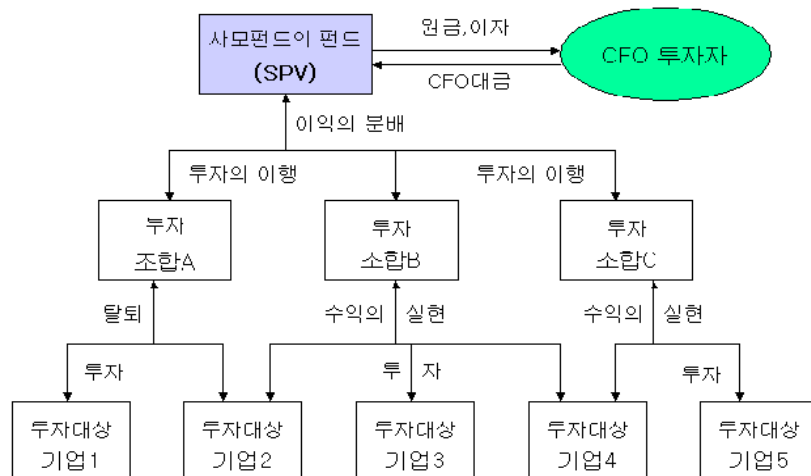 사모펀드의 펀드
(SPV)
원금,이자
CFO 투자자
CFO대금
이익의 분배
투자의 이행
투자의 이행
투자
조합A
투자
조합B
투자
조합C
탈퇴
수익의 실현
수익의 실현
투자
투 자
투자
투자대상
기업1
투자대상
기업2
투자대상
기업3
투자대상
기업4
투자대상
기업5